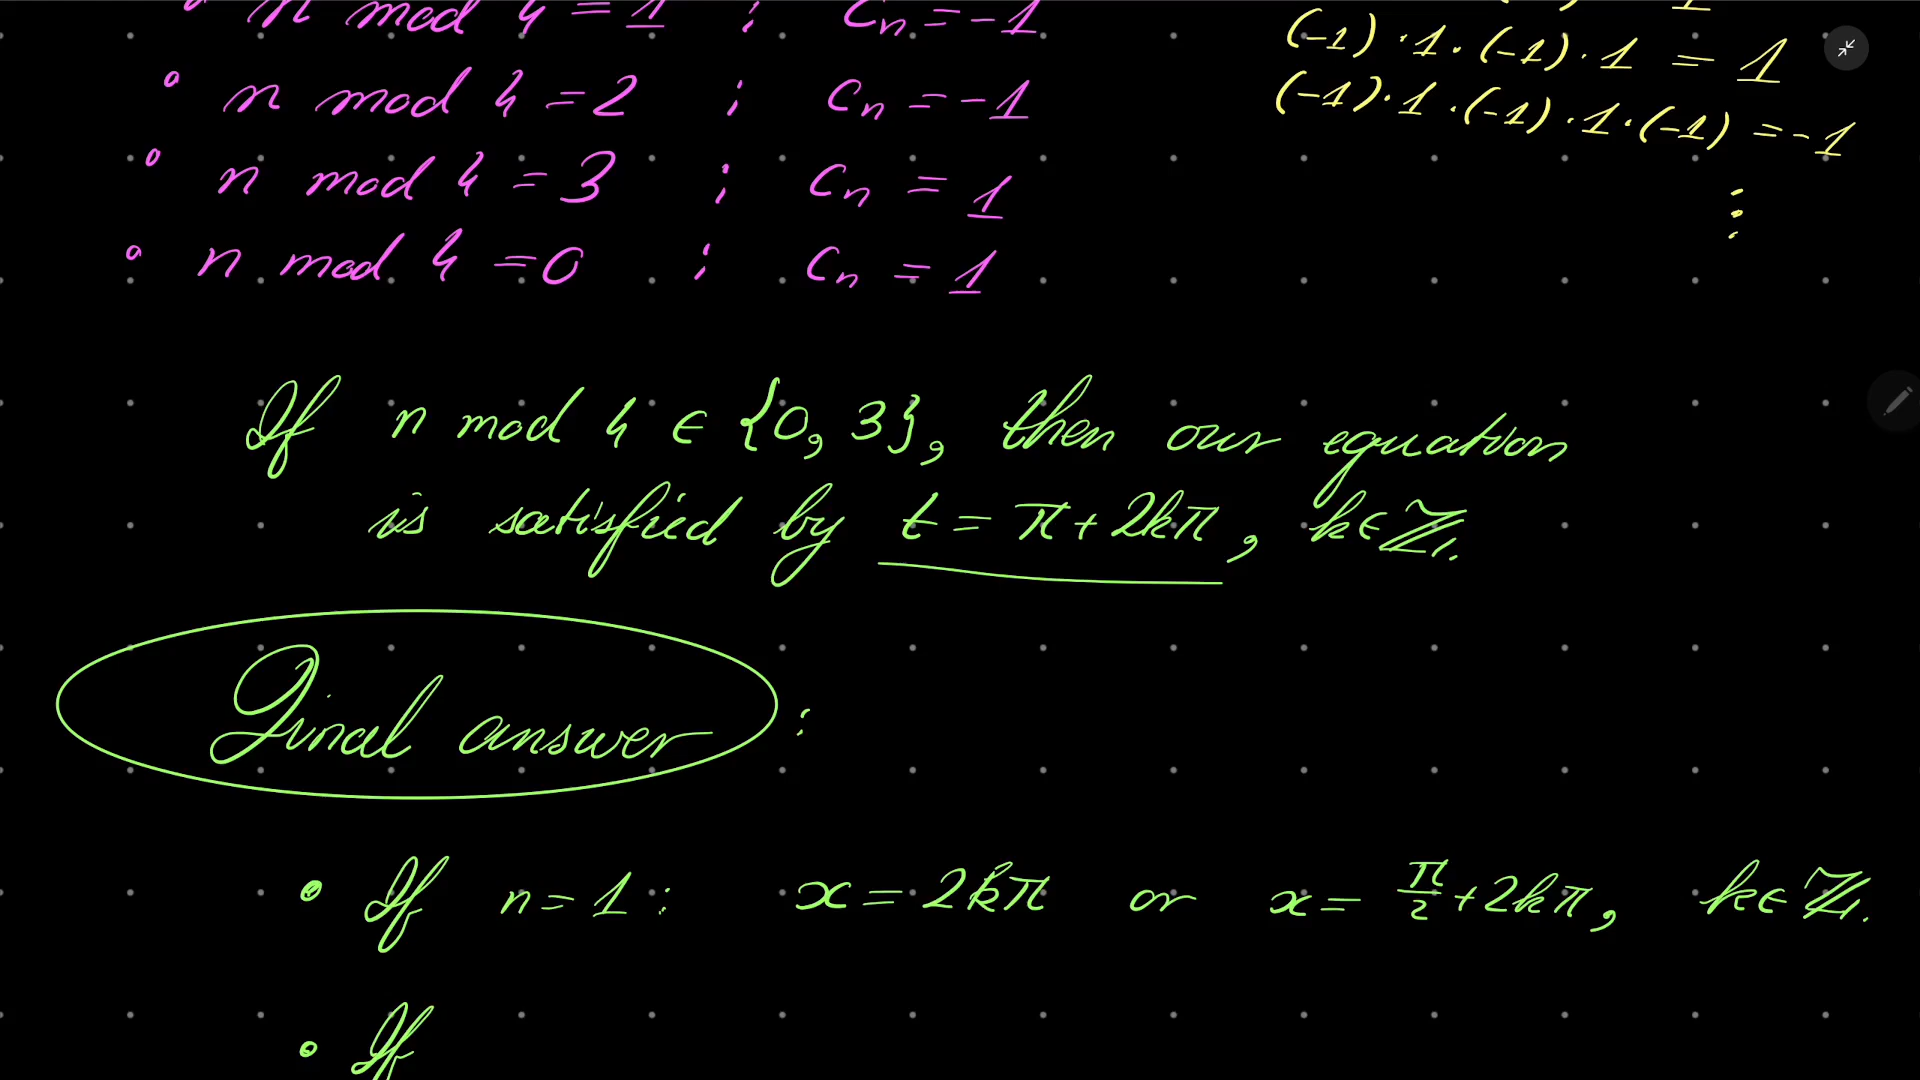 n mod 4 = 1 ; Cn = -1
(-1) · 1 · (-1) · 1 = 1
n mod 4 = 2 ; Cn = -1
(-1) · 1 · (-1) · 1 · (-1) = -1
n mod 4 = 3 ; Cn = 1
⋮
n mod 4 = 0 ; Cn = 1
If n mod 4 ∈ {0, 3}, then our equation
is satisfied by t = π + 2kπ, k ∈ ℤ.
Final answer :
• If n = 1 : x = 2kπ or x = π/2 + 2kπ, k ∈ ℤ.
• If